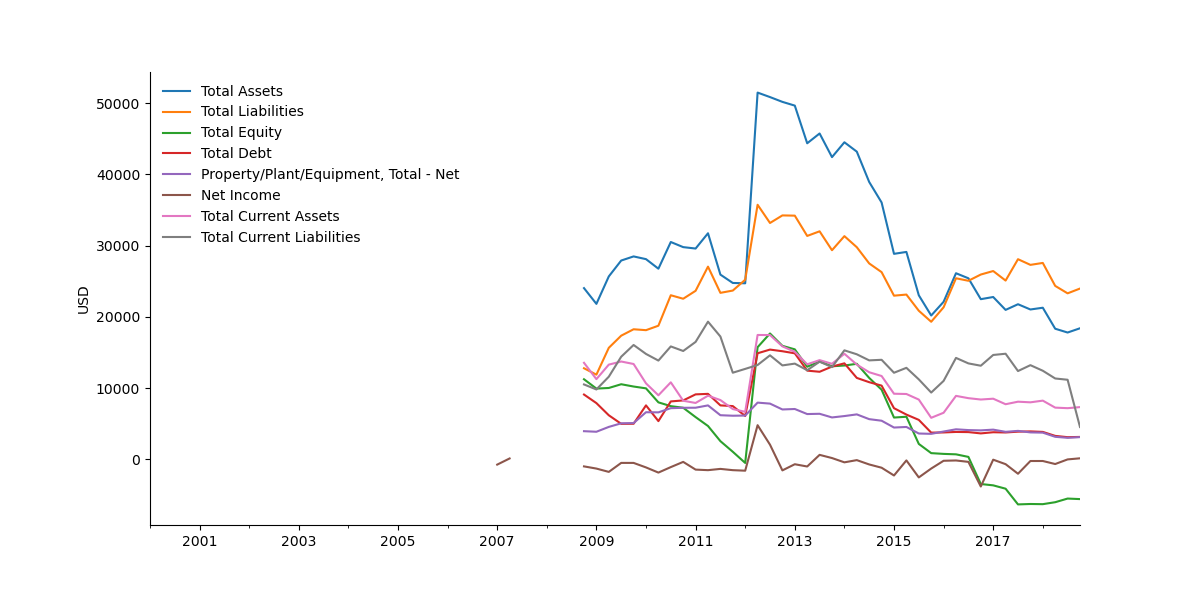 Total Assets
Total Liabilities
Total Equity
Total Debt
Property/Plant/Equipment, Total - Net
Net Income
Total Current Assets
Total Current Liabilities
USD
50000
40000
30000
20000
10000
0
2001 2003 2005 2007 2009 2011 2013 2015 2017